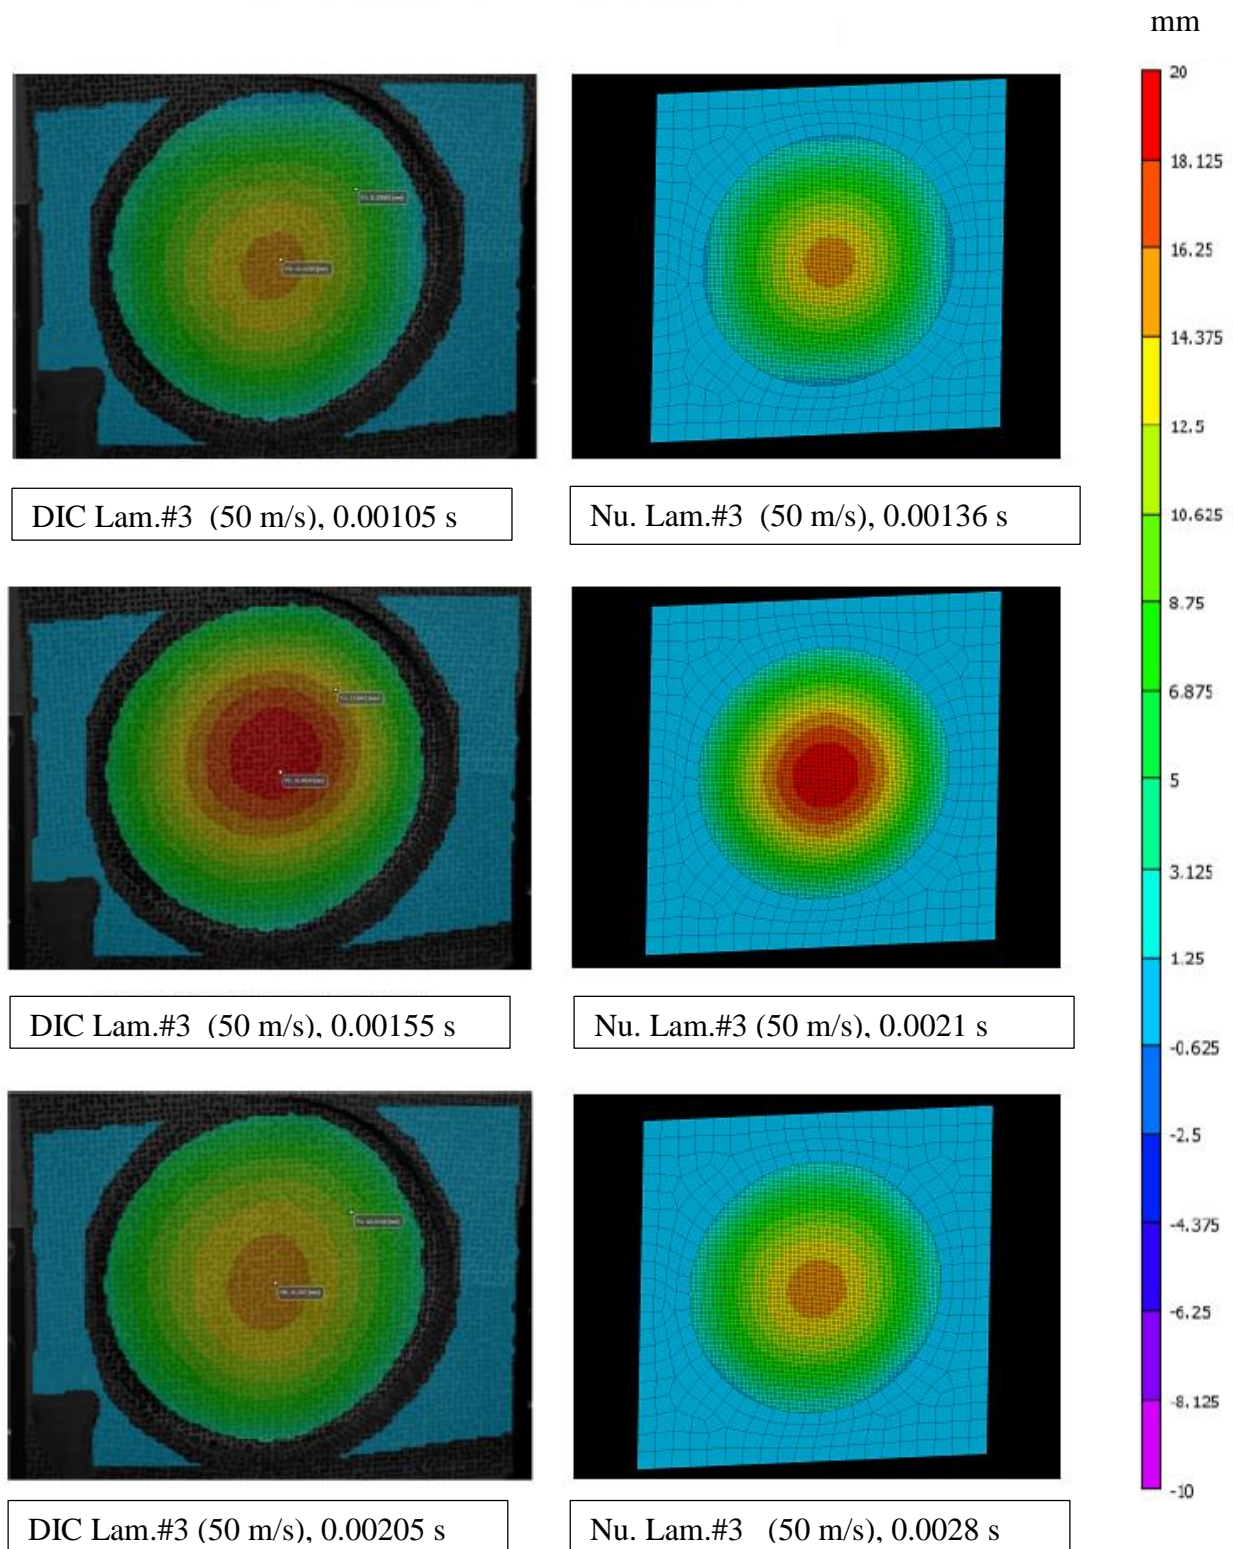 mm
20
18.125
16.25
14.375
12.5
10.625
8.75
6.875
5
3.125
1.25
-0.625
-2.5
-4.375
-6.25
-8.125
-10
DIC Lam.#3 (50 m/s), 0.00105 s
Nu. Lam.#3 (50 m/s), 0.00136 s
DIC Lam.#3 (50 m/s), 0.00155 s
Nu. Lam.#3 (50 m/s), 0.0021 s
DIC Lam.#3 (50 m/s), 0.00205 s
Nu. Lam.#3 (50 m/s), 0.0028 s